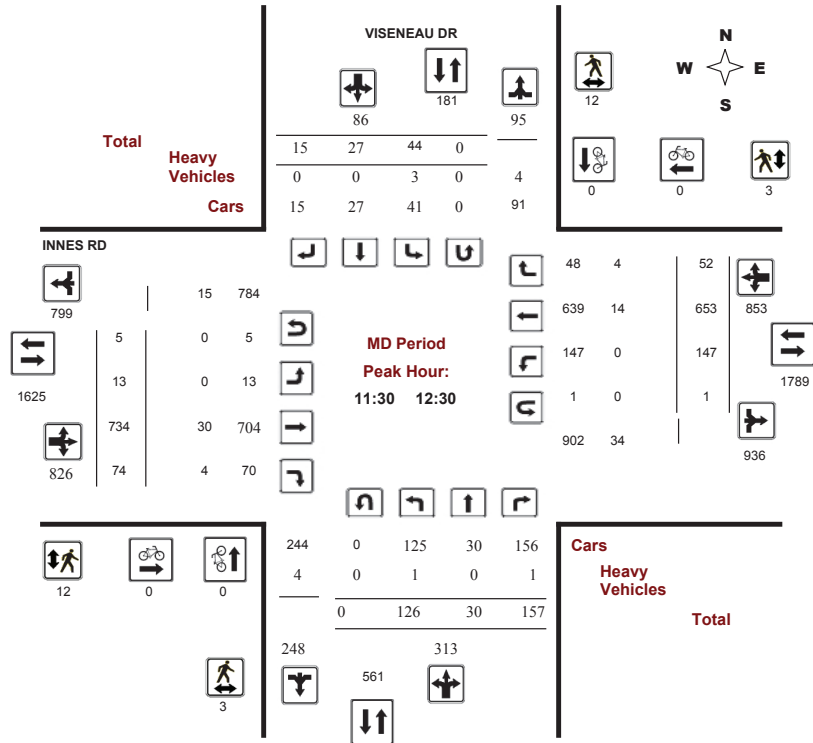 VISENEAU DR
N
W E
S
181
12
86 95
Total 15 27 44 0
Heavy
Vehicles 0 0 3 0 4
Cars 15 27 41 0 91
0 0 3
INNES RD
799 15 784
5 0 5
1625 13 0 13
734 30 704
826 74 4 70
MD Period
Peak Hour:
11:30 12:30
48 4 52
639 14 653 853
147 0 147
1789
1 0 1
902 34 936
244 0 125 30 156 Cars
4 0 1 0 1 Heavy
Vehicles
0 126 30 157 Total
12 0 0
248 313
561
3